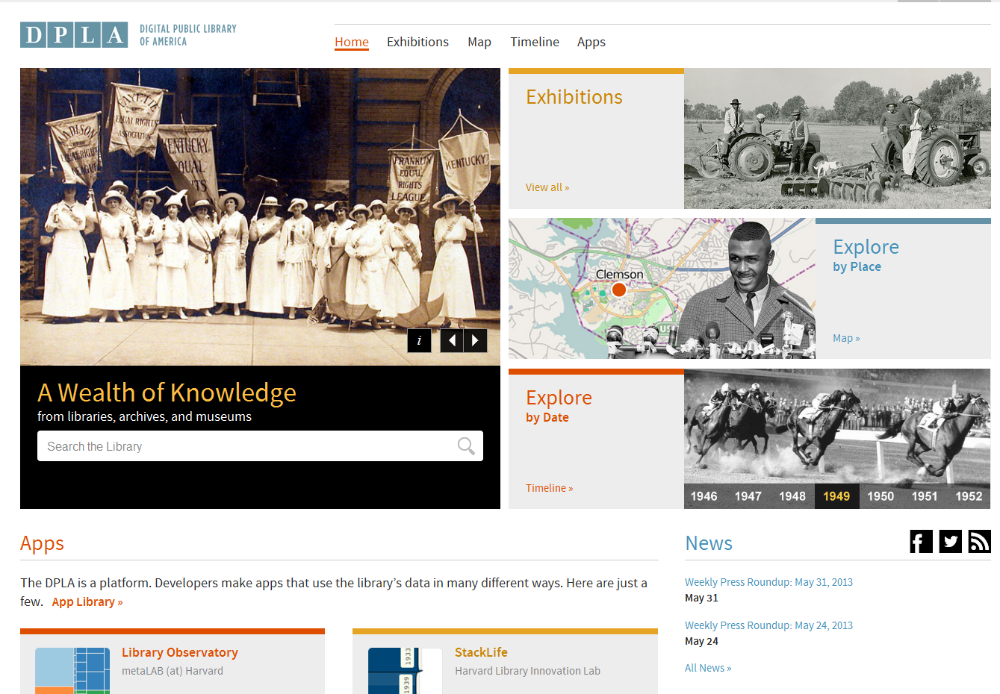 DPLA
DIGITAL PUBLIC LIBRARY
OF AMERICA
Home Exhibitions Map Timeline Apps
MADISON
EQUAL RIGHTS
LEAGUE
FAYETTE
EQUAL RIGHTS
ASSOCIATION
KENTUCKY
EQUAL
RIGHTS
FRANKLIN
EQUAL
RIGHTS
LEAGUE
KENTUCKY
i
A Wealth of Knowledge
from libraries, archives, and museums
Search the Library
Exhibitions
View all »
Clemson
US
Explore
by Place
Map »
Explore
by Date
Timeline »
1946 1947 1948 1949 1950 1951 1952
Apps
The DPLA is a platform. Developers make apps that use the library’s data in many different ways. Here are just a
few. App Library »
Library Observatory
metaLAB (at) Harvard
1933
1939
StackLife
Harvard Library Innovation Lab
News
Weekly Press Roundup: May 31, 2013
May 31
Weekly Press Roundup: May 24, 2013
May 24
All News »